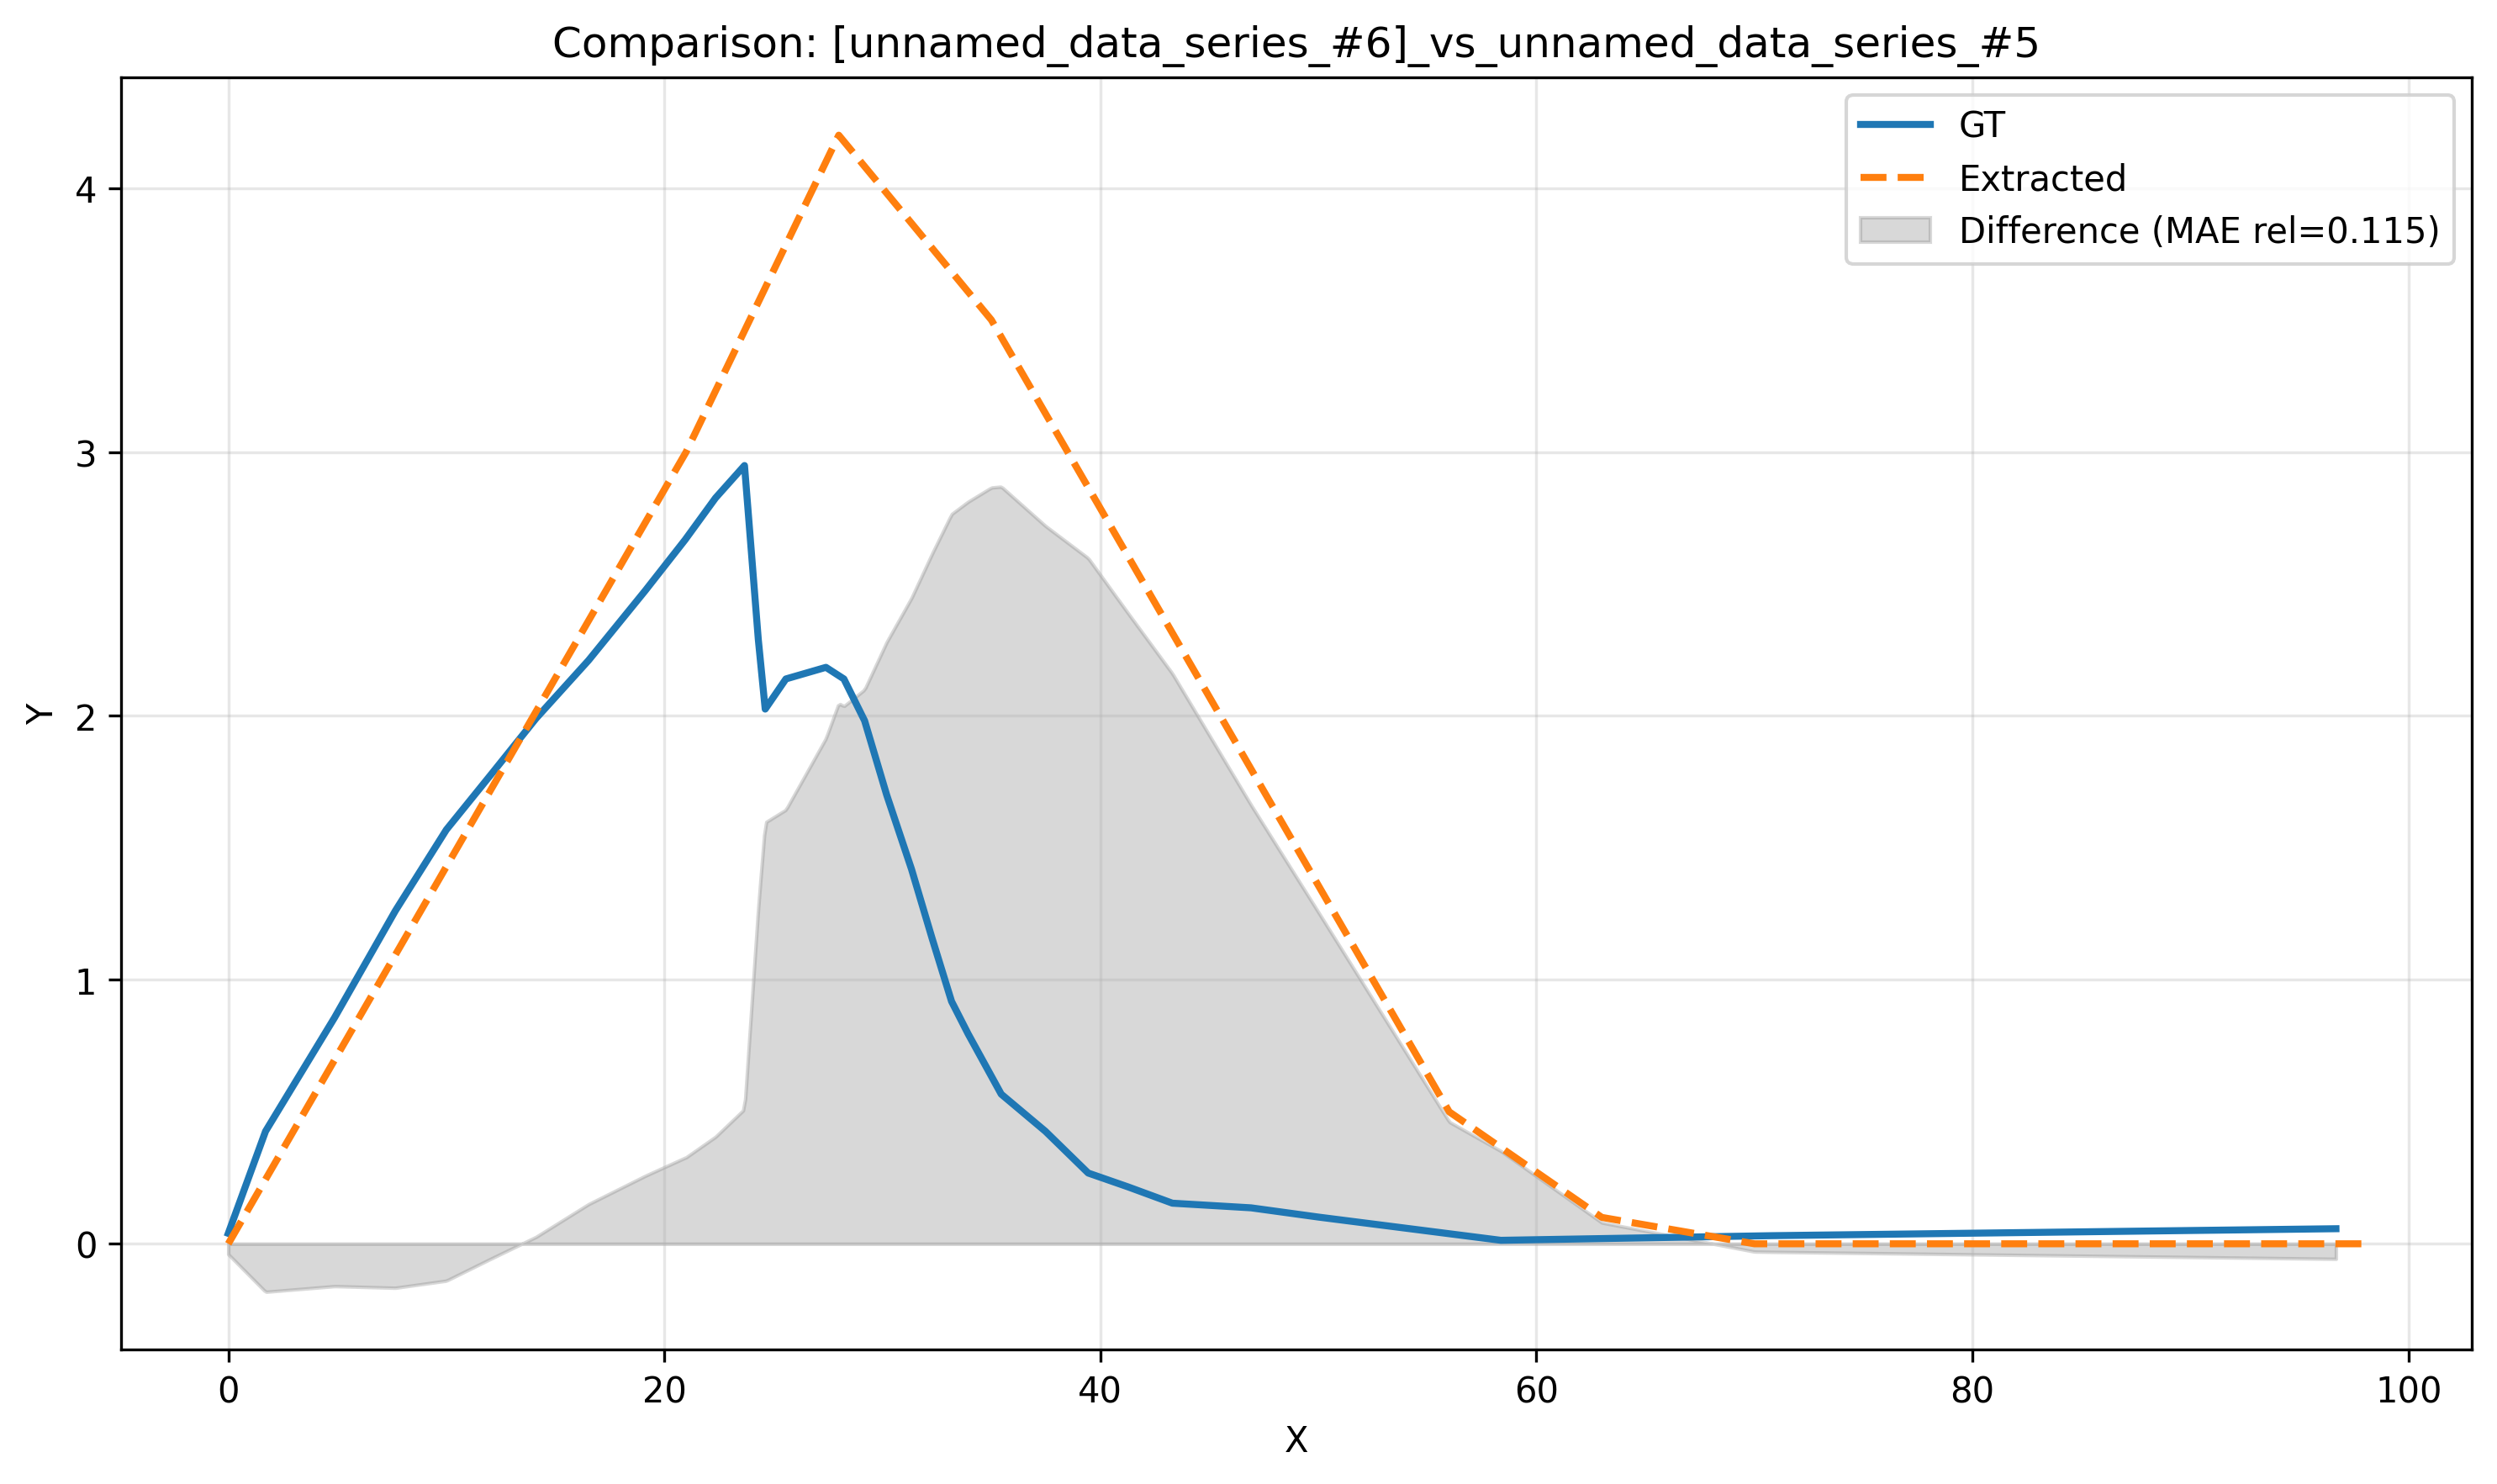 Comparison: [unnamed_data_series_#6]_vs_unnamed_data_series_#5
GT
Extracted
Difference (MAE rel=0.115)
Y
4
3
2
1
0
0 20 40 60 80 100
X